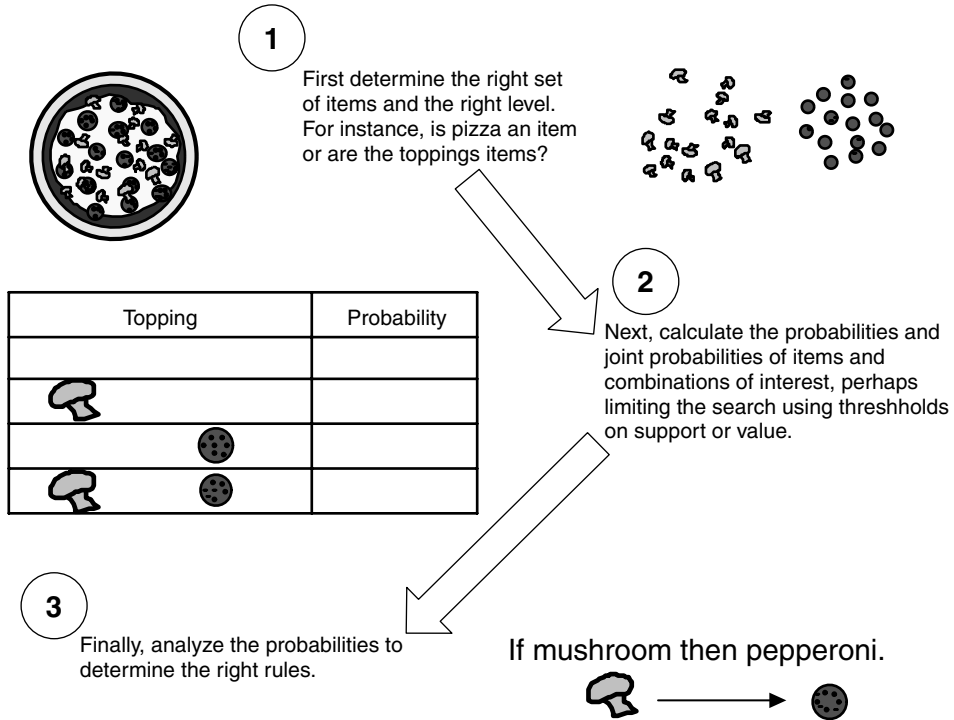 1
First determine the right set
of items and the right level.
For instance, is pizza an item
or are the toppings items?
2
Next, calculate the probabilities and
joint probabilities of items and
combinations of interest, perhaps
limiting the search using threshholds
on support or value.
Topping Probability
3
Finally, analyze the probabilities to
determine the right rules.
If mushroom then pepperoni.